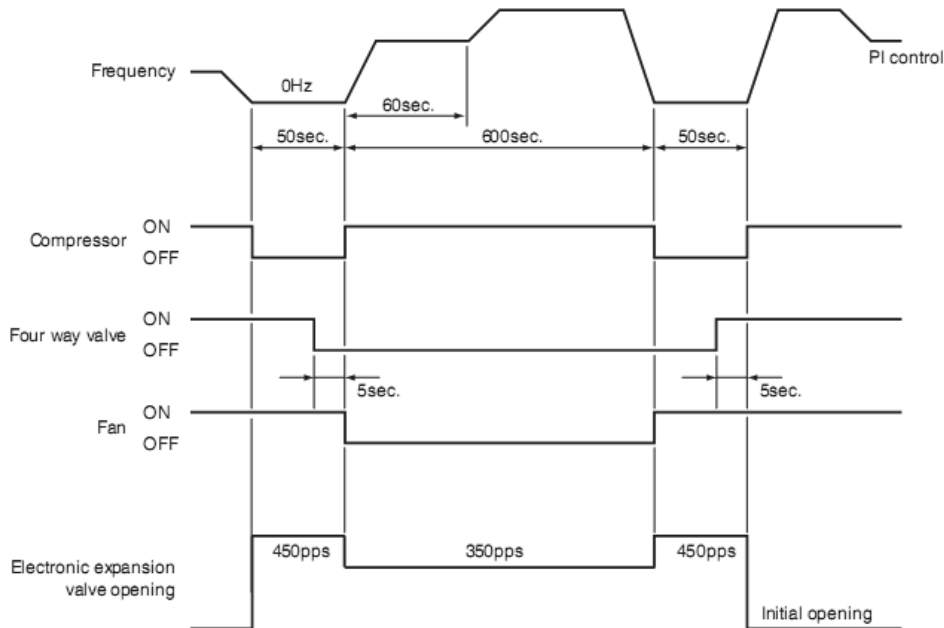 Frequency
0Hz
PI control
60sec.
50sec.
600sec.
50sec.
Compressor
ON
OFF
Four way valve
ON
OFF
5sec.
5sec.
Fan
ON
OFF
Electronic expansion
valve opening
450pps
350pps
450pps
Initial opening